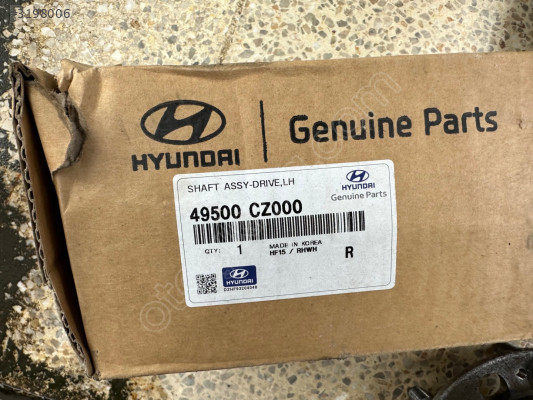 3198006
HYUNDAI
Genuine Parts
SHAFT ASSY-DRIVE,LH
49500 CZ000
QTY: 1
MADE IN KOREA
HF15 / RHWH
R
HYUNDAI
Genuine Parts
HYUNDAI